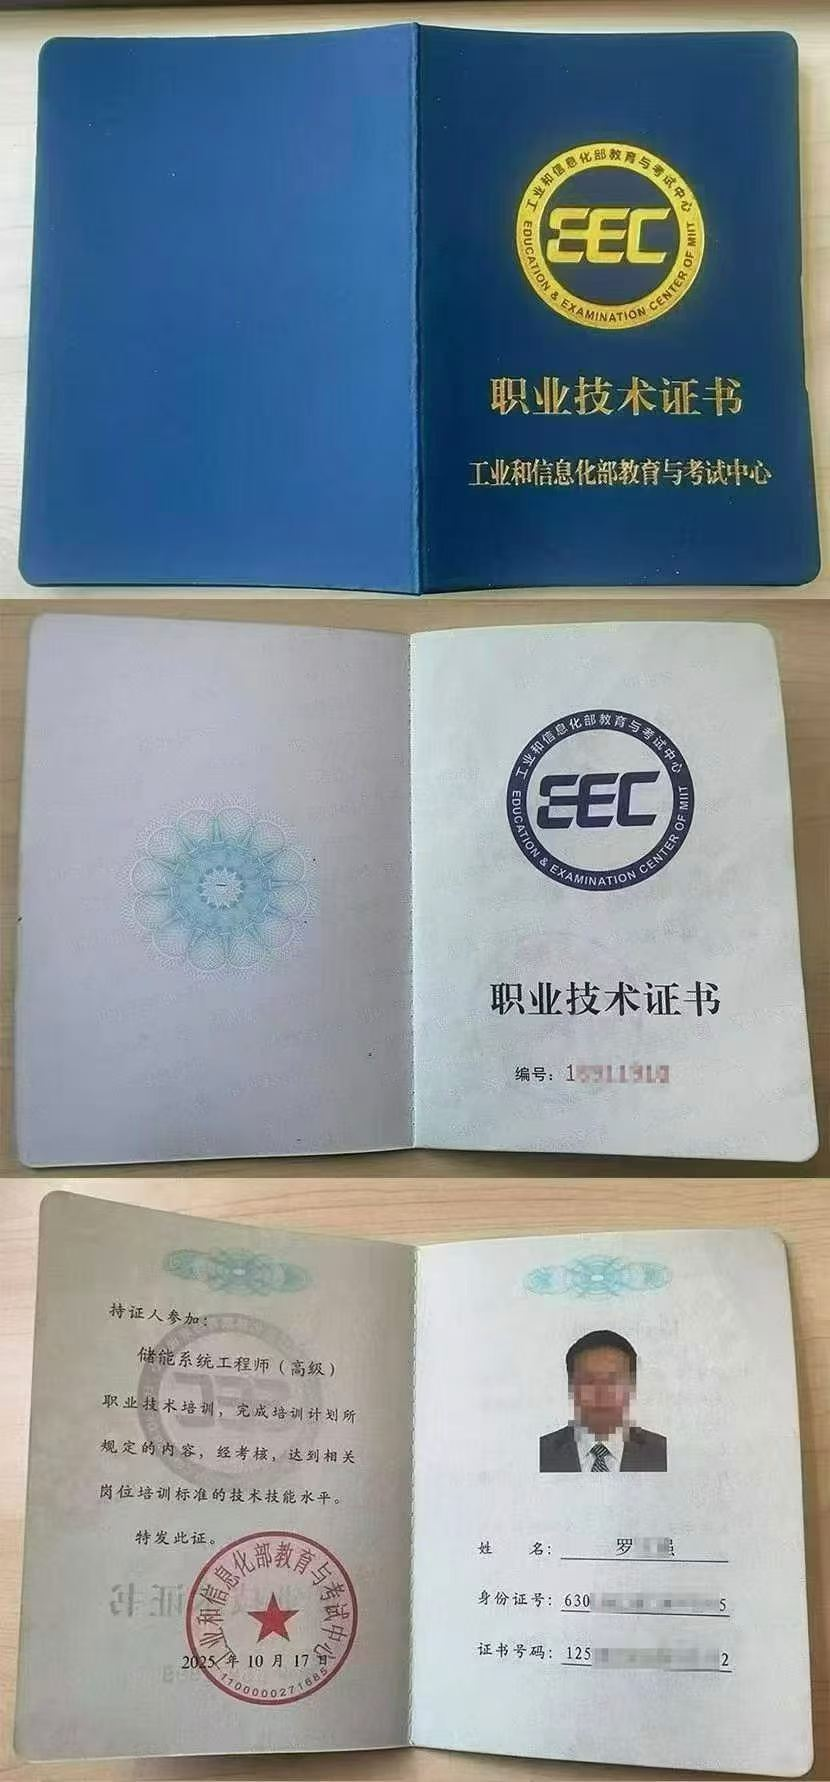 工业和信息化部教育与考试中心
EEC
EDUCATION & EXAMINATION CENTER OF MIIT
职业技术证书
工业和信息化部教育与考试中心
工业和信息化部教育与考试中心
EEC
EDUCATION & EXAMINATION CENTER OF MIIT
职业技术证书
编号：1
持证人参加：
储能系统工程师（高级）
职业技术培训，完成培训计划所
规定的内容，经考核，达到相关
岗位培训标准的技术技能水平。
特发此证。
工业和信息化部教育与考试中心
2025 年 10 月 17 日
1100000271685
姓 名：罗 强
身份证号：630 5
证书号码：125 2